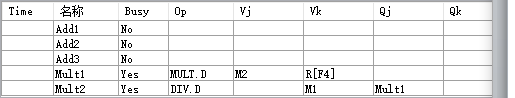 Time 名称 Busy Op Vj Vk Qj Qk
Add1 No
Add2 No
Add3 No
Mult1 Yes MULT.D M2 R[F4]
Mult2 Yes DIV.D M1 Mult1